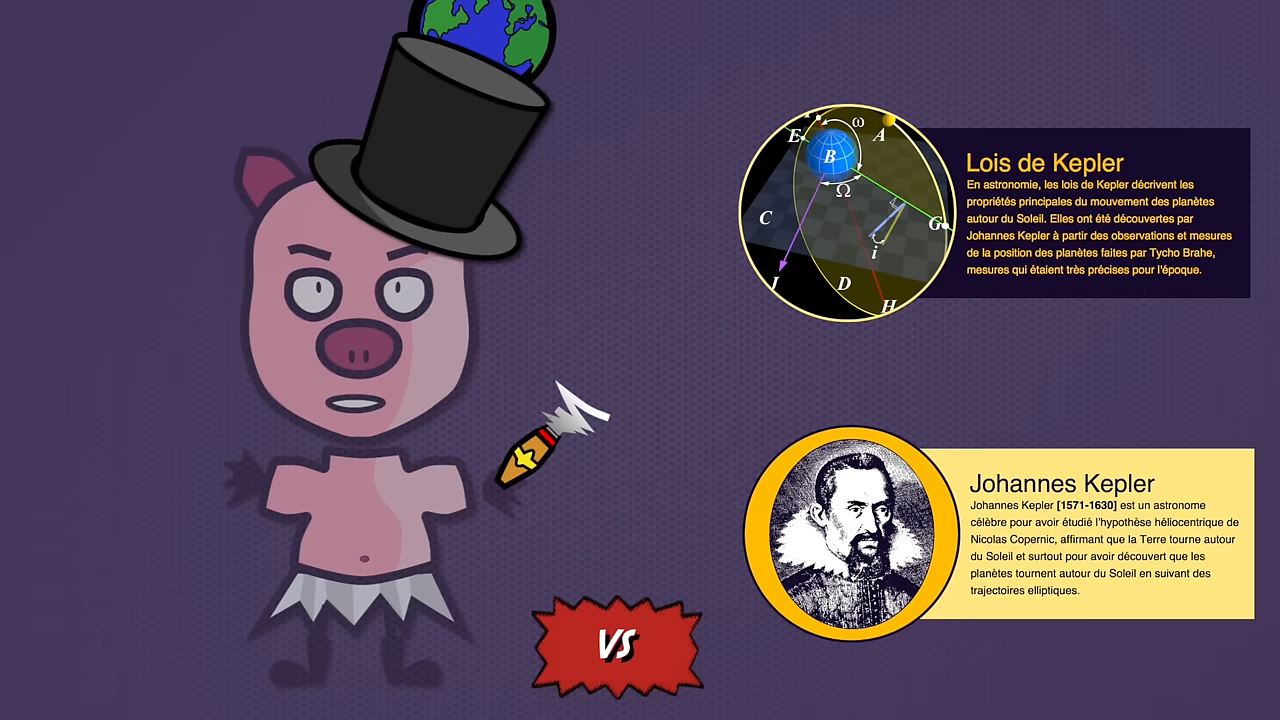 ω
E
A
B
Ω
C
G
i
I
D
H
Lois de Kepler
En astronomie, les lois de Kepler décrivent les
propriétés principales du mouvement des planètes
autour du Soleil. Elles ont été découvertes par
Johannes Kepler à partir des observations et mesures
de la position des planètes faites par Tycho Brahe,
mesures qui étaient très précises pour l'époque.
Johannes Kepler
Johannes Kepler [1571-1630] est un astronome
célèbre pour avoir étudié l'hypothèse héliocentrique de
Nicolas Copernic, affirmant que la Terre tourne autour
du Soleil et surtout pour avoir découvert que les
planètes tournent autour du Soleil en suivant des
trajectoires elliptiques.
VS